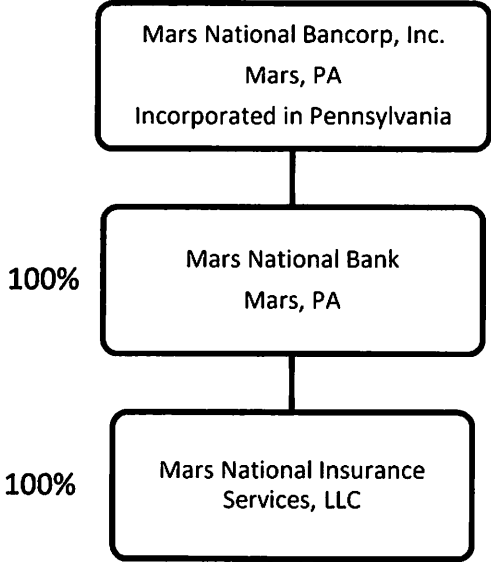 Mars National Bancorp, Inc.
Mars, PA
Incorporated in Pennsylvania
100%
Mars National Bank
Mars, PA
100%
Mars National Insurance
Services, LLC